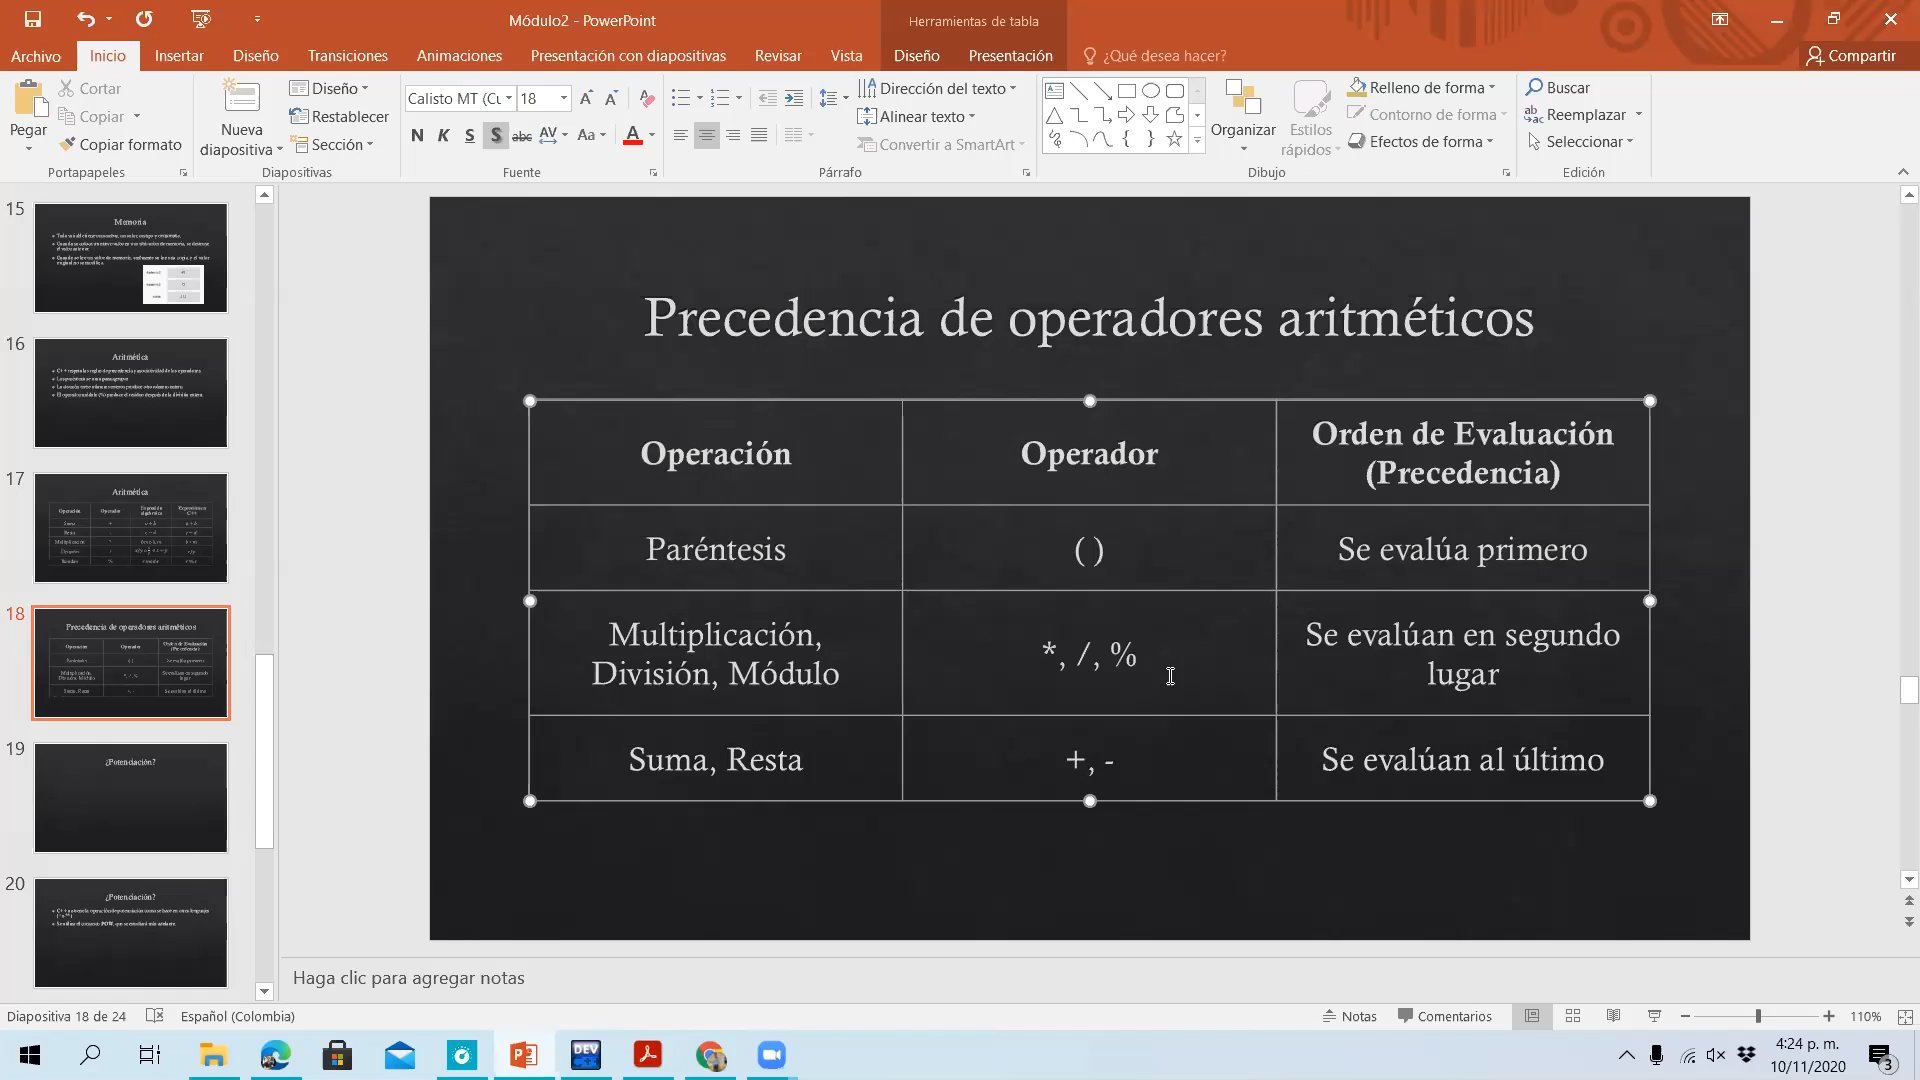 Módulo2 - PowerPoint
Herramientas de tabla
Archivo
Inicio
Insertar
Diseño
Transiciones
Animaciones
Presentación con diapositivas
Revisar
Vista
Diseño
Presentación
¿Qué desea hacer?
Compartir
Pegar
Cortar
Copiar
Copiar formato
Portapapeles
Nueva
diapositiva
Diseño
Restablecer
Sección
Diapositivas
Calisto MT (Cu
18
N K S S abc AV Aa A
Fuente
Dirección del texto
Alinear texto
Convertir a SmartArt
Párrafo
Organizar
Estilos
rápidos
Relleno de forma
Contorno de forma
Efectos de forma
Dibujo
Buscar
Reemplazar
Seleccionar
Edición
15
Memoria
16
Aritmética
17
Aritmética
18
Precedencia de operadores aritméticos
19
¿Potenciación?
20
¿Potenciación?
Precedencia de operadores aritméticos
Operación
Operador
Orden de Evaluación
(Precedencia)
Paréntesis
( )
Se evalúa primero
Multiplicación,
División, Módulo
*, /, %
Se evalúan en segundo
lugar
Suma, Resta
+, -
Se evalúan al último
Haga clic para agregar notas
Diapositiva 18 de 24
Español (Colombia)
Notas
Comentarios
110%
DEV
4:24 p. m.
10/11/2020
3